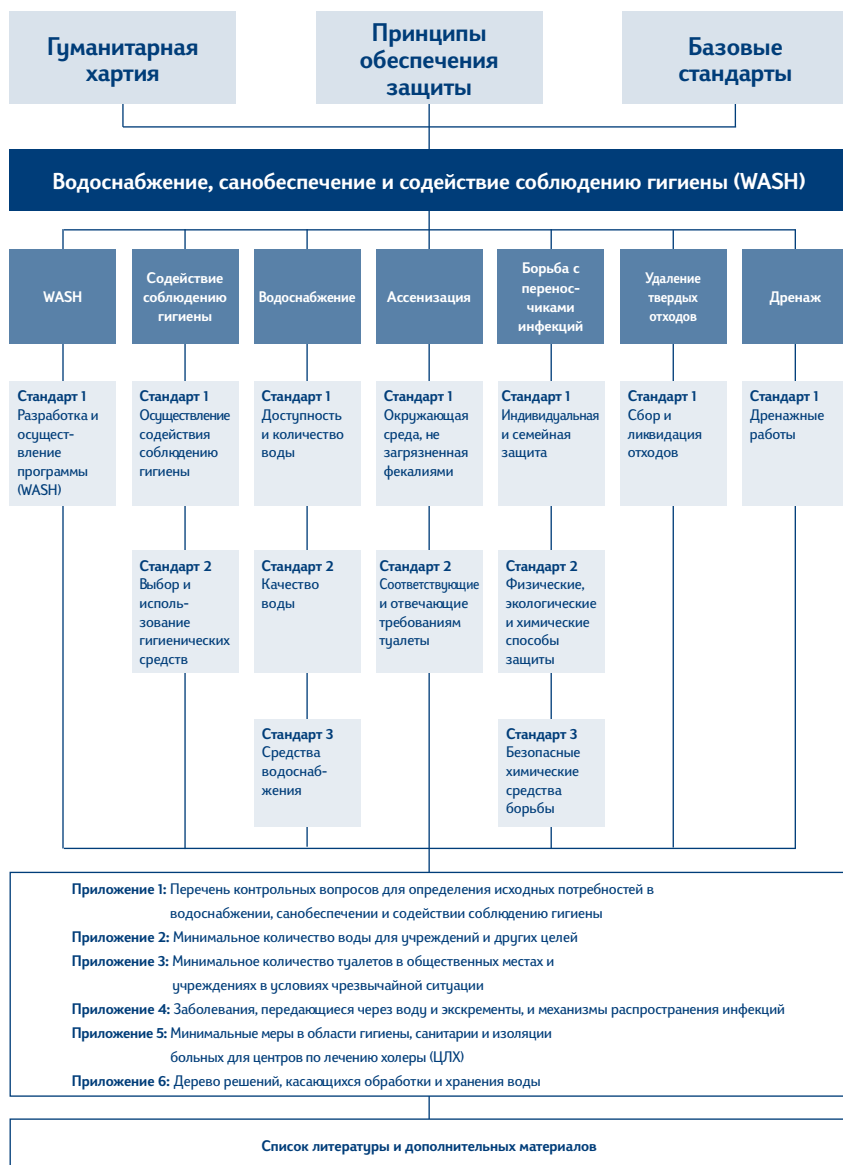 Гуманитарная
хартия
Принципы
обеспечения
защиты
Базовые
стандарты
Водоснабжение, санобеспечение и содействие соблюдению гигиены (WASH)
WASH
Содействие
соблюдению
гигиены
Водоснабжение
Ассенизация
Борьба с
перенос-
чиками
инфекций
Удаление
твердых
отходов
Дренаж
Стандарт 1
Разработка и
осущест-
вление
программы
(WASH)
Стандарт 1
Осуществление
содействия
соблюдению
гигиены
Стандарт 1
Доступность
и количество
воды
Стандарт 1
Окружающая
среда, не
загрязненная
фекалиями
Стандарт 1
Индивидуальная
и семейная
защита
Стандарт 1
Сбор и
ликвидация
отходов
Стандарт 1
Дренажные
работы
Стандарт 2
Выбор и
исполь-
зование
гигиенических
средств
Стандарт 2
Качество
воды
Стандарт 2
Соответствующие
и отвечающие
требованиям
туалеты
Стандарт 2
Физические,
экологические
и химические
способы
защиты
Стандарт 3
Средства
водоснаб-
жения
Стандарт 3
Безопасные
химические
средства
борьбы
Приложение 1: Перечень контрольных вопросов для определения исходных потребностей в
водоснабжении, санобеспечении и содействии соблюдению гигиены
Приложение 2: Минимальное количество воды для учреждений и других целей
Приложение 3: Минимальное количество туалетов в общественных местах и
учреждениях в условиях чрезвычайной ситуации
Приложение 4: Заболевания, передающиеся через воду и экскременты, и механизмы распространения инфекций
Приложение 5: Минимальные меры в области гигиены, санитарии и изоляции
больных для центров по лечению холеры (ЦЛХ)
Приложение 6: Дерево решений, касающихся обработки и хранения воды
Список литературы и дополнительных материалов